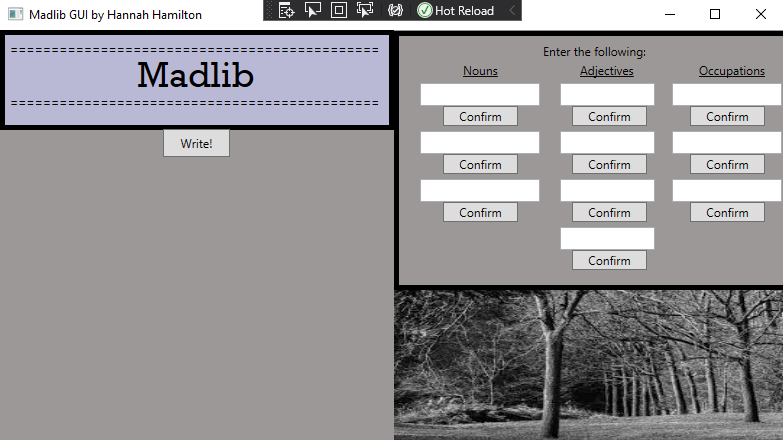 Madlib GUI by Hannah Hamilton
Hot Reload
=====================================
Madlib
=====================================
Write!
Enter the following:
Nouns Adjectives Occupations
Confirm Confirm Confirm
Confirm Confirm Confirm
Confirm Confirm Confirm
Confirm